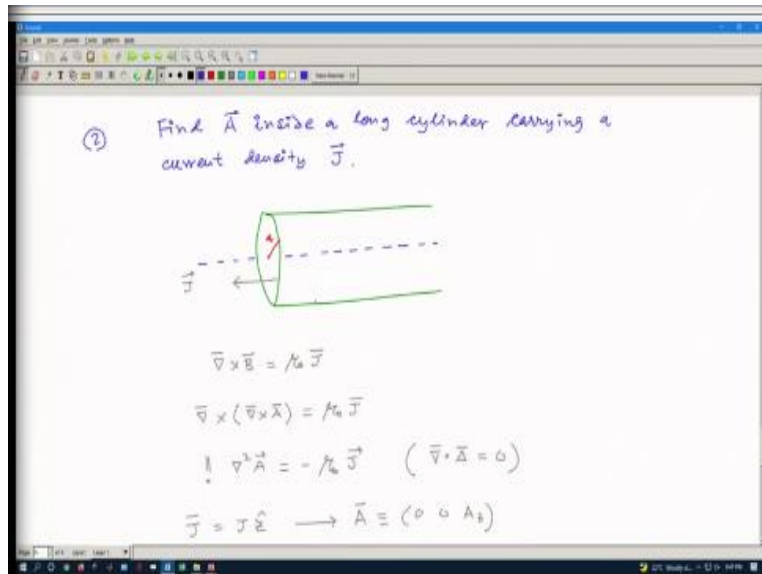 ② Find A⃗ inside a long cylinder carrying a
current density J⃗.
a
J⃗
∇̄ × B̄ = μ₀ J̄
∇̄ × (∇̄ × Ā) = μ₀ J̄
! ∇² A⃗ = - μ₀ J⃗ ( ∇̄ · Ā = 0 )
J̄ = J ẑ ⟶ Ā ≡ (0 0 A_z)